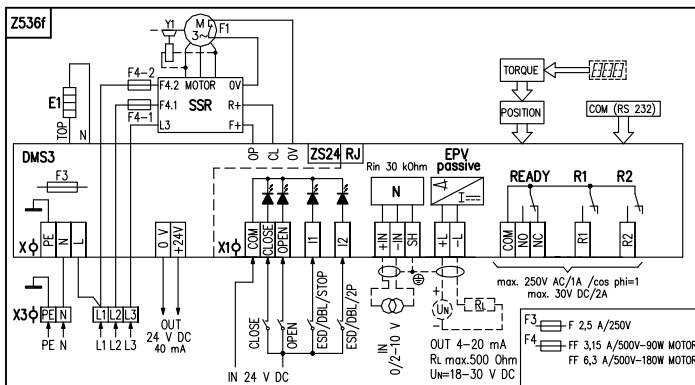 Z536f
Y1
M
3~
F1
F4-2
F4.2 MOTOR 0V
E1
F4.1 SSR R+
F4-1
L3 F+
TOP
N
OP
CL
OV
TORQUE
POSITION
COM (RS 232)
DMS3
ZS24 RJ
F3
Rin 30 kOhm
N
EPV
passive
I
READY R1 R2
X
PE
N
L
0 V
+24V
X1
COM
CLOSE
OPEN
I1
I2
+IN
-IN
SH
+L
-L
COM
NO
NC
R1
R2
X3
PE N
L1 L2 L3
PE N L1 L2 L3
OUT
24 V DC
40 mA
CLOSE
OPEN
ESD/DBL/STOP
ESD/DBL/2P
IN 24 V DC
IN
0/2-10 V
+
UN
-
RL
OUT 4-20 mA
RL max.500 Ohm
UN=18-30 V DC
max. 250V AC/1A /cos phi=1
max. 30V DC/2A
F3 F 2,5 A/250V
F4 FF 3,15 A/500V-90W MOTOR
FF 6,3 A/500V-180W MOTOR